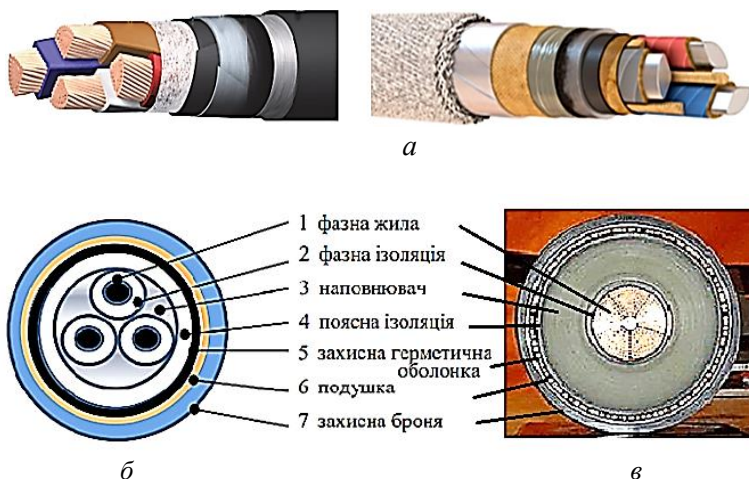 а
1 фазна жила
2 фазна ізоляція
3 наповнювач
4 поясна ізоляція
5 захисна герметична
оболонка
6 подушка
7 захисна броня
б
в